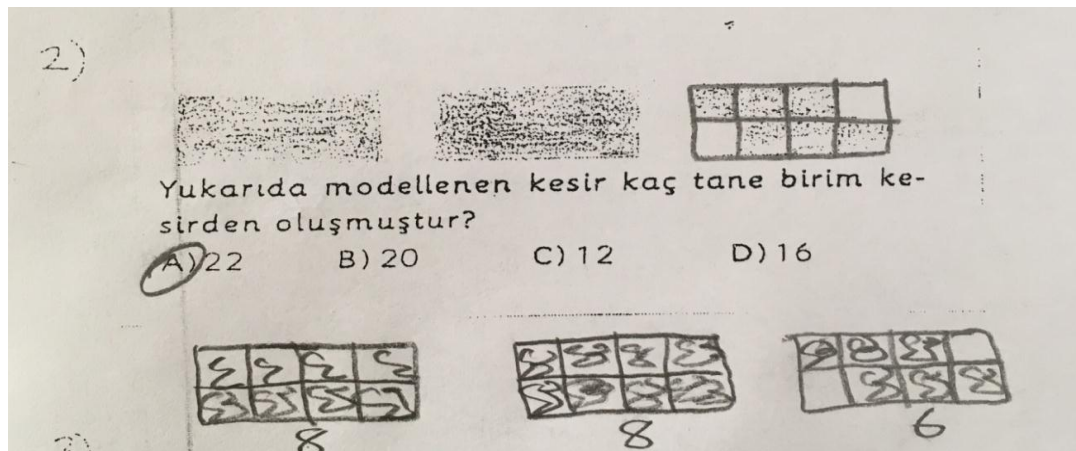 2)
Yukarıda modellenen kesir kaç tane birim ke-
sirden oluşmuştur?
A) 22 B) 20 C) 12 D) 16
8 8 6